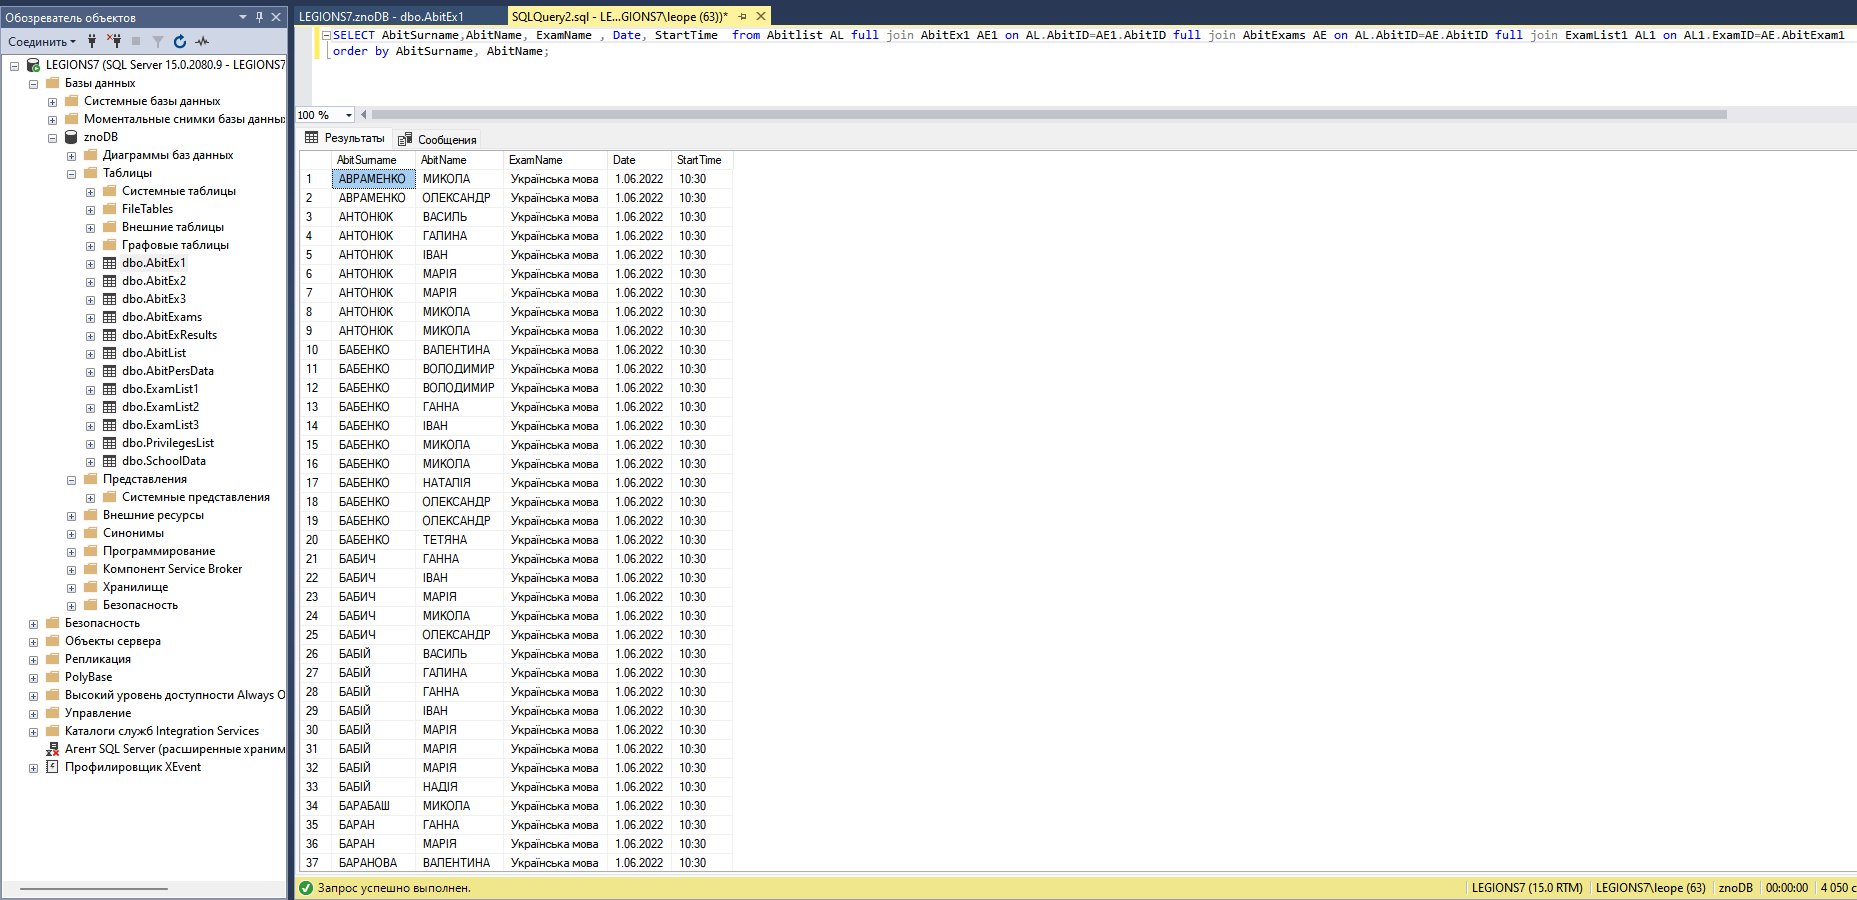 Обозреватель объектов
Соединить
LEGIONS7 (SQL Server 15.0.2080.9 - LEGIONS7
Базы данных
Системные базы данных
Моментальные снимки базы данны
znoDB
Диаграммы баз данных
Таблицы
Системные таблицы
FileTables
Внешние таблицы
Графовые таблицы
dbo.AbitEx1
dbo.AbitEx2
dbo.AbitEx3
dbo.AbitExams
dbo.AbitExResults
dbo.AbitList
dbo.AbitPersData
dbo.ExamList1
dbo.ExamList2
dbo.ExamList3
dbo.PrivilegesList
dbo.SchoolData
Представления
Системные представления
Внешние ресурсы
Синонимы
Программирование
Компонент Service Broker
Хранилище
Безопасность
Безопасность
Объекты сервера
Репликация
PolyBase
Высокий уровень доступности Always O
Управление
Каталоги служб Integration Services
Агент SQL Server (расширенные храним
Профилировщик XEvent
LEGIONS7.znoDB - dbo.AbitEx1
SQLQuery2.sql - LE...GIONS7\leope (63))*
SELECT AbitSurname,AbitName, ExamName , Date, StartTime  from Abitlist AL full join AbitEx1 AE1 on AL.AbitID=AE1.AbitID full join AbitExams AE on AL.AbitID=AE.AbitID full join ExamList1 AL1 on AL1.ExamID=AE.AbitExam1
order by AbitSurname, AbitName;
100 %
Результаты Сообщения
AbitSurname AbitName ExamName Date StartTime
1 АВРАМЕНКО МИКОЛА Українська мова 1.06.2022 10:30
2 АВРАМЕНКО ОЛЕКСАНДР Українська мова 1.06.2022 10:30
3 АНТОНЮК ВАСИЛЬ Українська мова 1.06.2022 10:30
4 АНТОНЮК ГАЛИНА Українська мова 1.06.2022 10:30
5 АНТОНЮК ІВАН Українська мова 1.06.2022 10:30
6 АНТОНЮК МАРІЯ Українська мова 1.06.2022 10:30
7 АНТОНЮК МАРІЯ Українська мова 1.06.2022 10:30
8 АНТОНЮК МИКОЛА Українська мова 1.06.2022 10:30
9 АНТОНЮК МИКОЛА Українська мова 1.06.2022 10:30
10 БАБЕНКО ВАЛЕНТИНА Українська мова 1.06.2022 10:30
11 БАБЕНКО ВОЛОДИМИР Українська мова 1.06.2022 10:30
12 БАБЕНКО ВОЛОДИМИР Українська мова 1.06.2022 10:30
13 БАБЕНКО ГАННА Українська мова 1.06.2022 10:30
14 БАБЕНКО ІВАН Українська мова 1.06.2022 10:30
15 БАБЕНКО МИКОЛА Українська мова 1.06.2022 10:30
16 БАБЕНКО МИКОЛА Українська мова 1.06.2022 10:30
17 БАБЕНКО НАТАЛІЯ Українська мова 1.06.2022 10:30
18 БАБЕНКО ОЛЕКСАНДР Українська мова 1.06.2022 10:30
19 БАБЕНКО ОЛЕКСАНДР Українська мова 1.06.2022 10:30
20 БАБЕНКО ТЕТЯНА Українська мова 1.06.2022 10:30
21 БАБИЧ ГАННА Українська мова 1.06.2022 10:30
22 БАБИЧ ІВАН Українська мова 1.06.2022 10:30
23 БАБИЧ МАРІЯ Українська мова 1.06.2022 10:30
24 БАБИЧ МИКОЛА Українська мова 1.06.2022 10:30
25 БАБИЧ ОЛЕКСАНДР Українська мова 1.06.2022 10:30
26 БАБІЙ ВАСИЛЬ Українська мова 1.06.2022 10:30
27 БАБІЙ ГАЛИНА Українська мова 1.06.2022 10:30
28 БАБІЙ ГАННА Українська мова 1.06.2022 10:30
29 БАБІЙ ІВАН Українська мова 1.06.2022 10:30
30 БАБІЙ МАРІЯ Українська мова 1.06.2022 10:30
31 БАБІЙ МАРІЯ Українська мова 1.06.2022 10:30
32 БАБІЙ МАРІЯ Українська мова 1.06.2022 10:30
33 БАБІЙ НАДІЯ Українська мова 1.06.2022 10:30
34 БАРАБАШ МИКОЛА Українська мова 1.06.2022 10:30
35 БАРАН ГАННА Українська мова 1.06.2022 10:30
36 БАРАН МАРІЯ Українська мова 1.06.2022 10:30
37 БАРАНОВА ВАЛЕНТИНА Українська мова 1.06.2022 10:30
Запрос успешно выполнен. LEGIONS7 (15.0 RTM) LEGIONS7\leope (63) znoDB 00:00:00 4 050 с